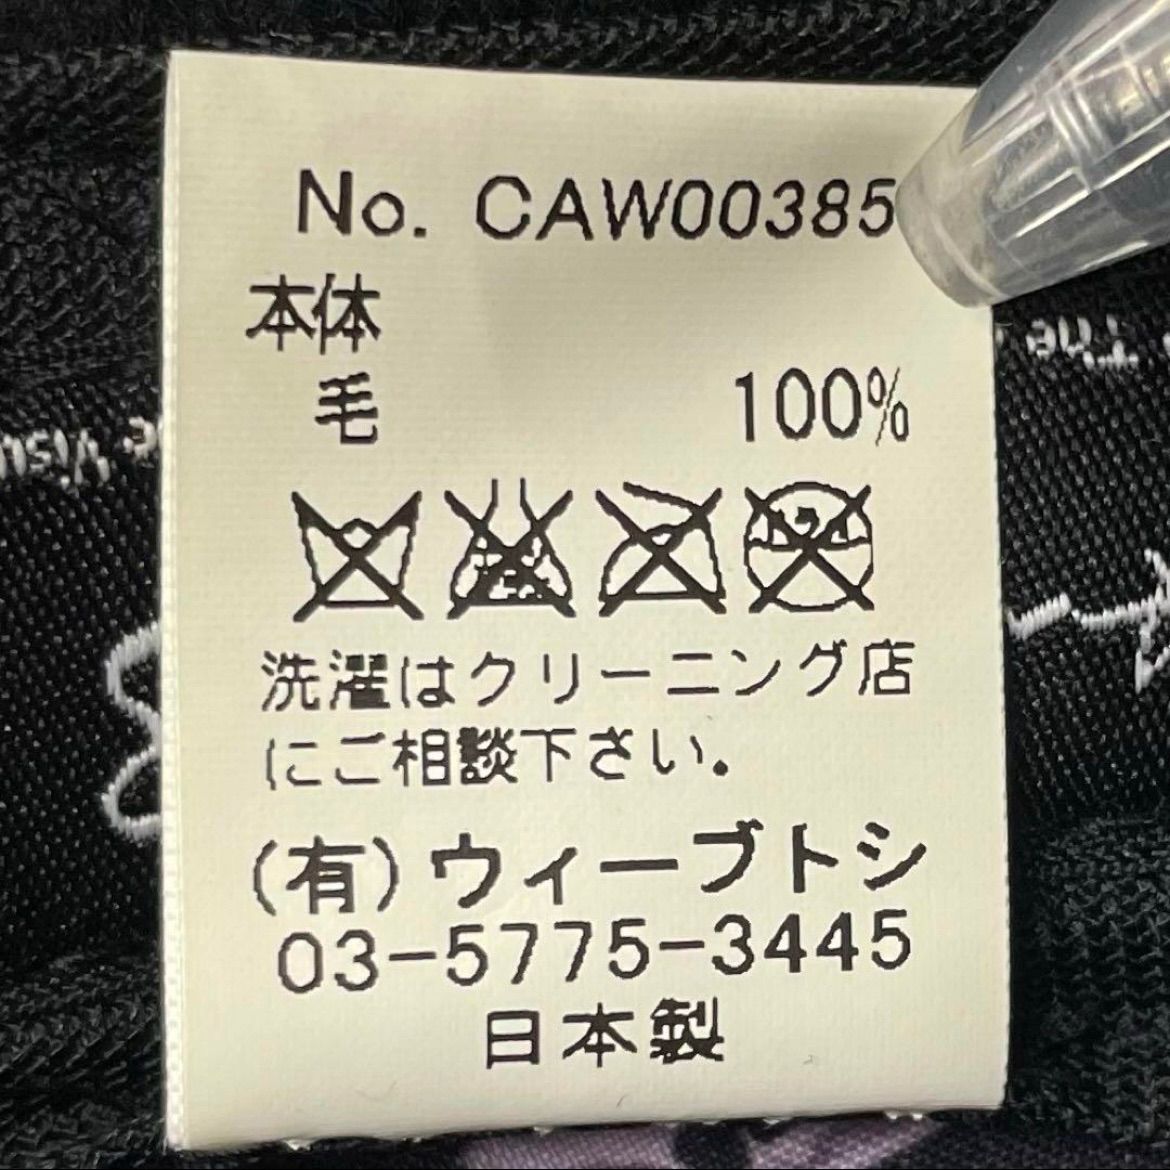 No. CAW00385
本体
毛 100%
洗濯はクリーニング店
にご相談下さい。
(有)ウィーブトシ
03-5775-3445
日本製